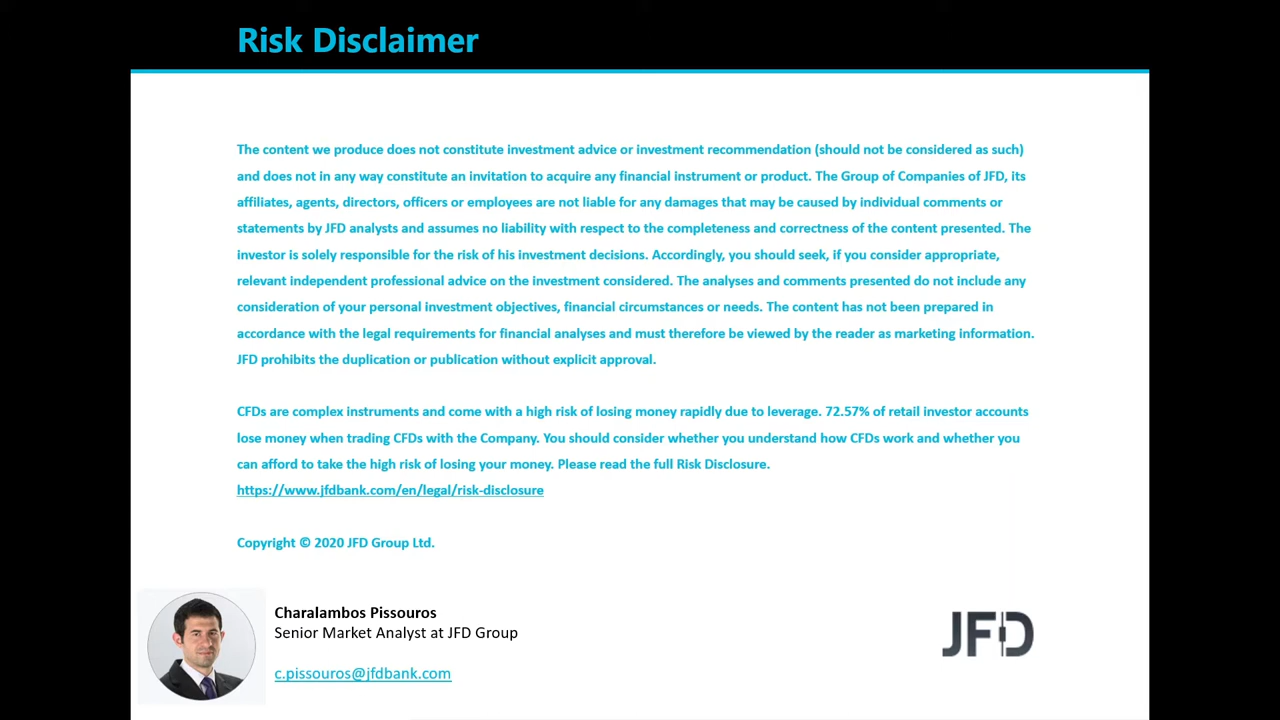 Risk Disclaimer
The content we produce does not constitute investment advice or investment recommendation (should not be considered as such)
and does not in any way constitute an invitation to acquire any financial instrument or product. The Group of Companies of JFD, its
affiliates, agents, directors, officers or employees are not liable for any damages that may be caused by individual comments or
statements by JFD analysts and assumes no liability with respect to the completeness and correctness of the content presented. The
investor is solely responsible for the risk of his investment decisions. Accordingly, you should seek, if you consider appropriate,
relevant independent professional advice on the investment considered. The analyses and comments presented do not include any
consideration of your personal investment objectives, financial circumstances or needs. The content has not been prepared in
accordance with the legal requirements for financial analyses and must therefore be viewed by the reader as marketing information.
JFD prohibits the duplication or publication without explicit approval.
CFDs are complex instruments and come with a high risk of losing money rapidly due to leverage. 72.57% of retail investor accounts
lose money when trading CFDs with the Company. You should consider whether you understand how CFDs work and whether you
can afford to take the high risk of losing your money. Please read the full Risk Disclosure.
https://www.jfdbank.com/en/legal/risk-disclosure
Copyright © 2020 JFD Group Ltd.
Charalambos Pissouros
Senior Market Analyst at JFD Group
c.pissouros@jfdbank.com
JFD